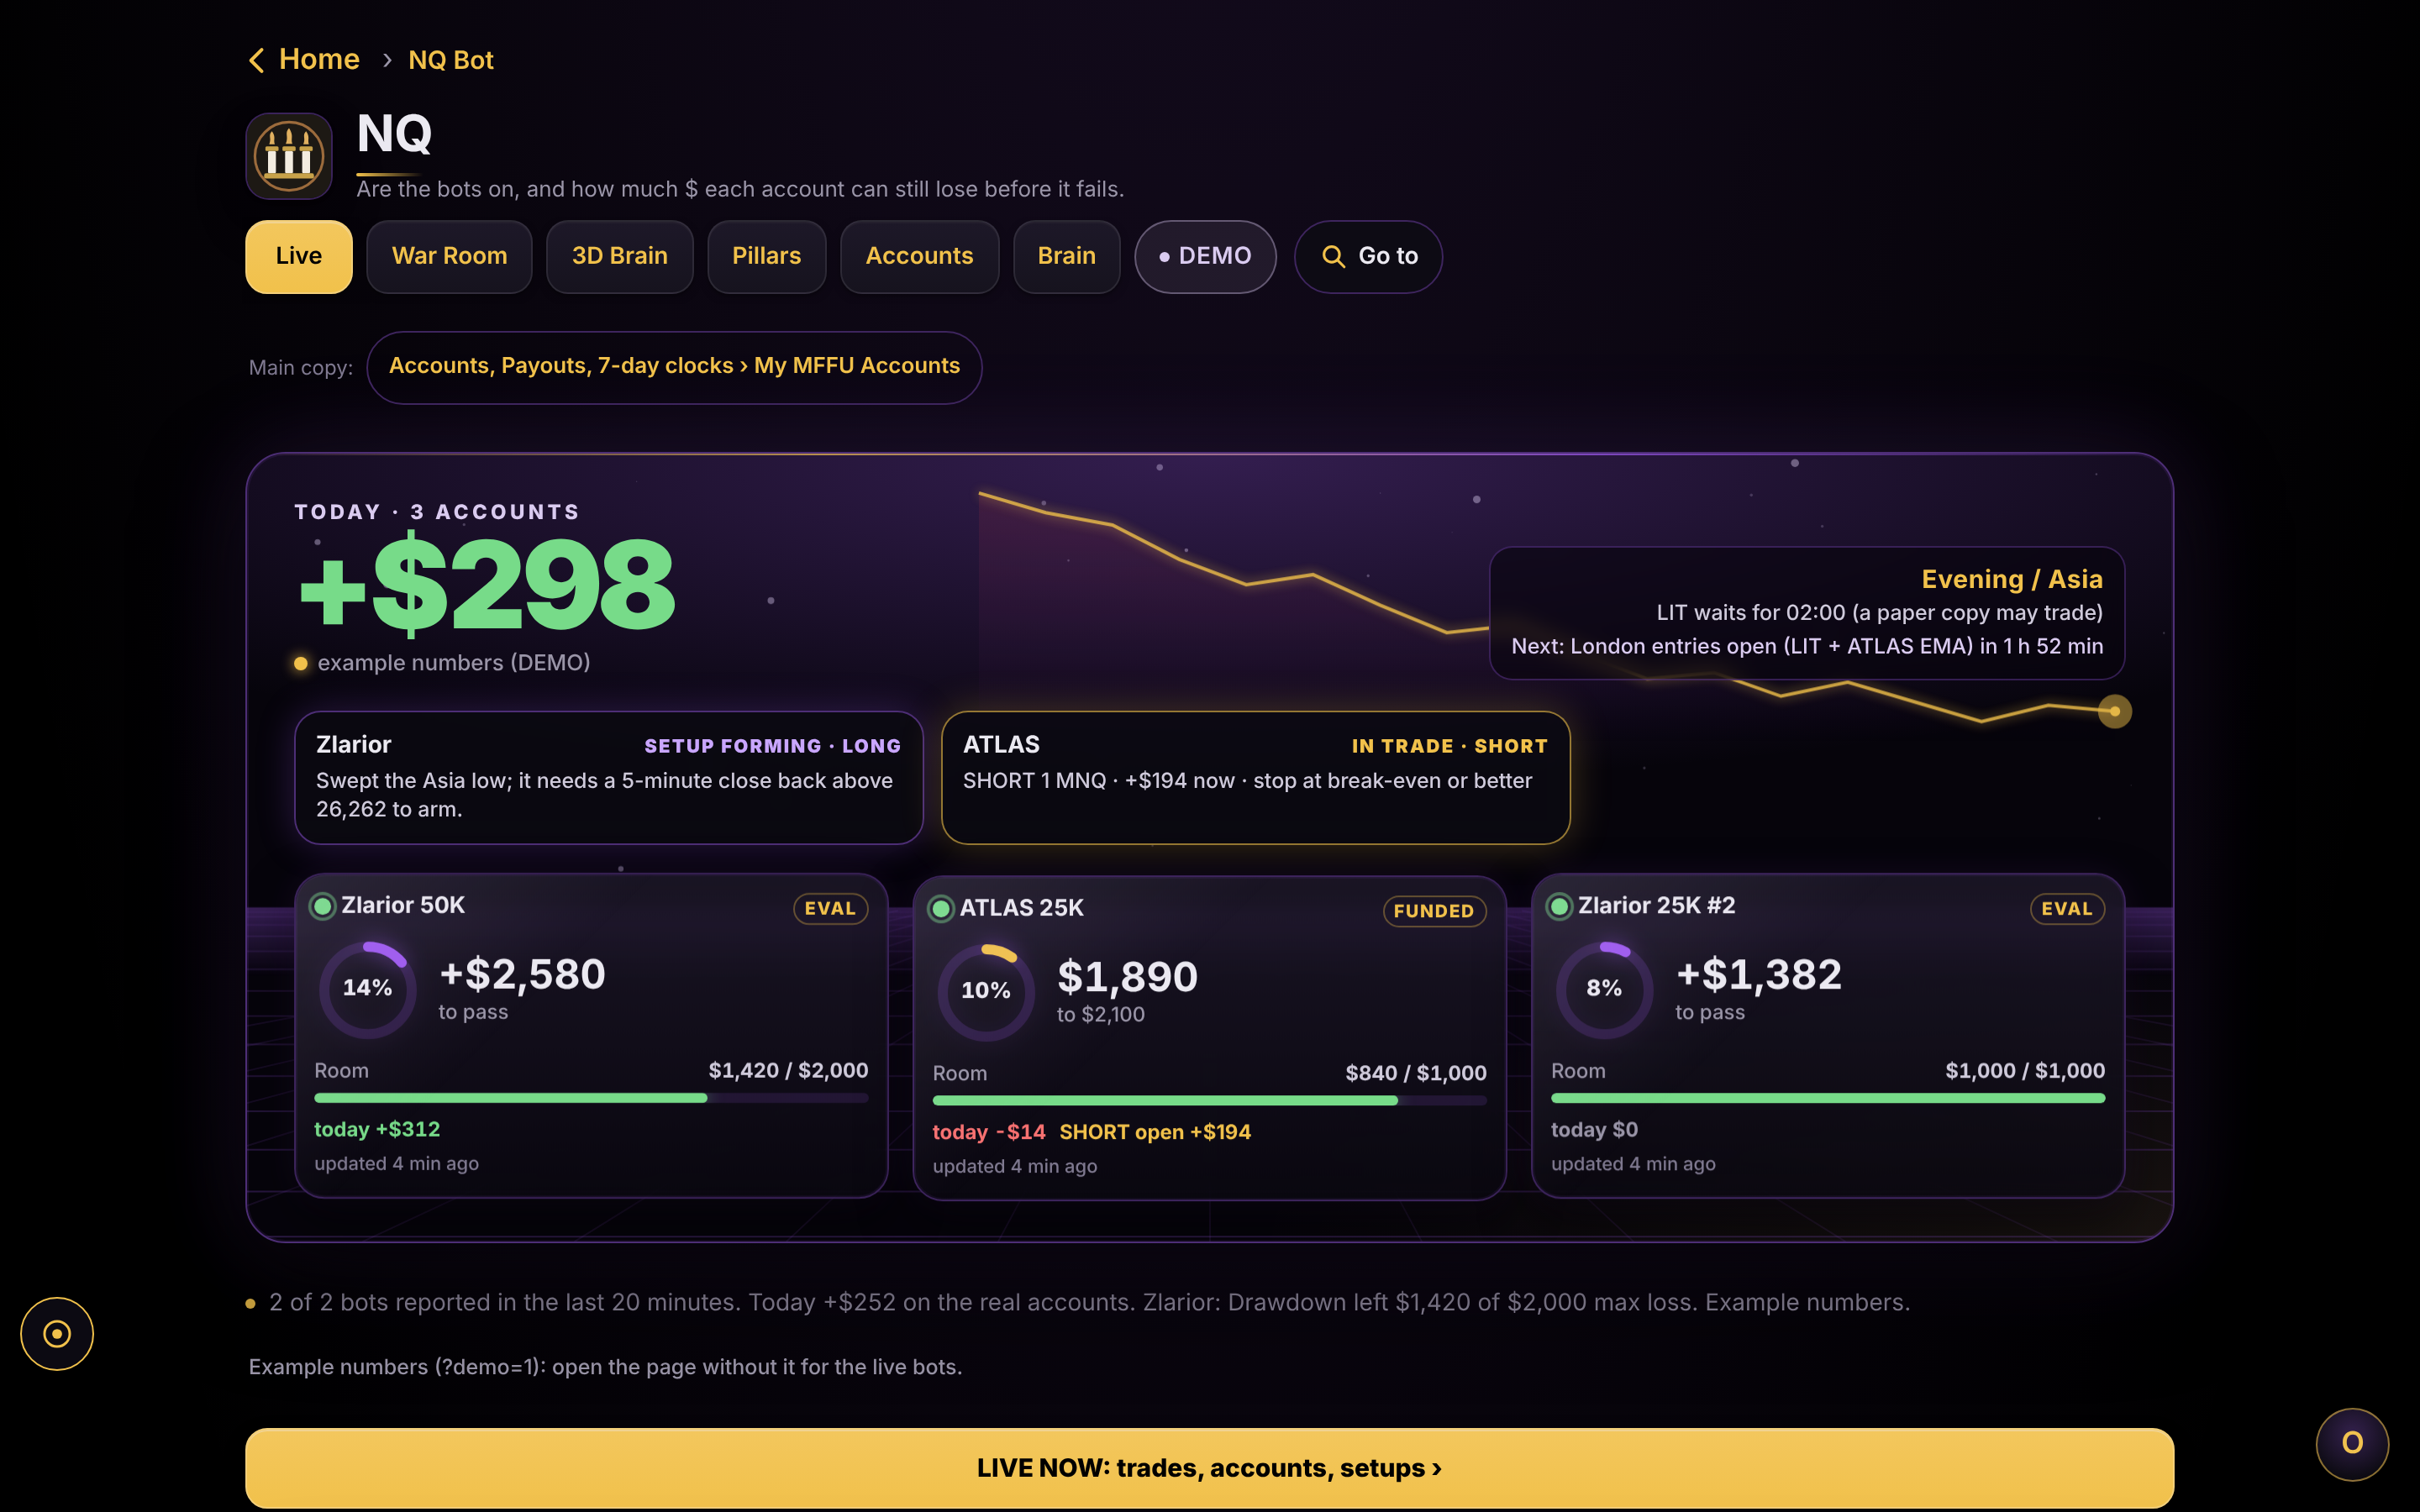 Home › NQ Bot
NQ
Are the bots on, and how much $ each account can still lose before it fails.
Live
War Room
3D Brain
Pillars
Accounts
Brain
DEMO
Go to
Main copy:
Accounts, Payouts, 7-day clocks › My MFFU Accounts
TODAY · 3 ACCOUNTS
+$298
example numbers (DEMO)
Evening / Asia
LIT waits for 02:00 (a paper copy may trade)
Next: London entries open (LIT + ATLAS EMA) in 1 h 52 min
Zlarior
SETUP FORMING · LONG
Swept the Asia low; it needs a 5-minute close back above
26,262 to arm.
ATLAS
IN TRADE · SHORT
SHORT 1 MNQ · +$194 now · stop at break-even or better
Zlarior 50K
EVAL
14%
+$2,580
to pass
Room
$1,420 / $2,000
today +$312
updated 4 min ago
ATLAS 25K
FUNDED
10%
$1,890
to $2,100
Room
$840 / $1,000
today -$14 SHORT open +$194
updated 4 min ago
Zlarior 25K #2
EVAL
8%
+$1,382
to pass
Room
$1,000 / $1,000
today $0
updated 4 min ago
2 of 2 bots reported in the last 20 minutes. Today +$252 on the real accounts. Zlarior: Drawdown left $1,420 of $2,000 max loss. Example numbers.
Example numbers (?demo=1): open the page without it for the live bots.
O
LIVE NOW: trades, accounts, setups ›